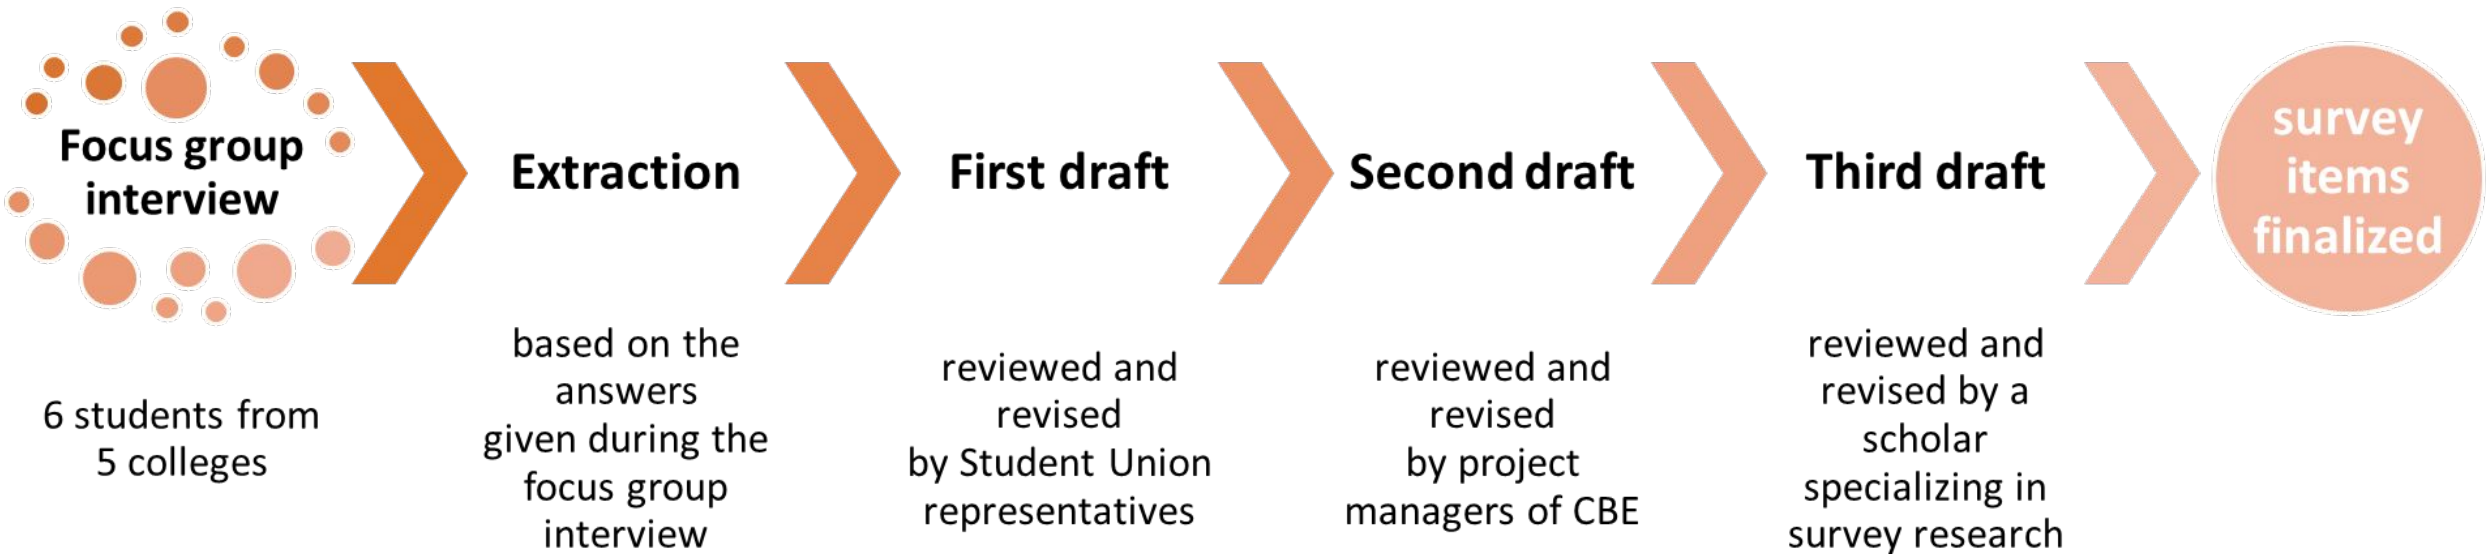 Focus group
interview
6 students from
5 colleges
Extraction
based on the
answers
given during the
focus group
interview
First draft
reviewed and
revised
by Student Union
representatives
Second draft
reviewed and
revised
by project
managers of CBE
Third draft
reviewed and
revised by a
scholar
specializing in
survey research
survey
items
finalized